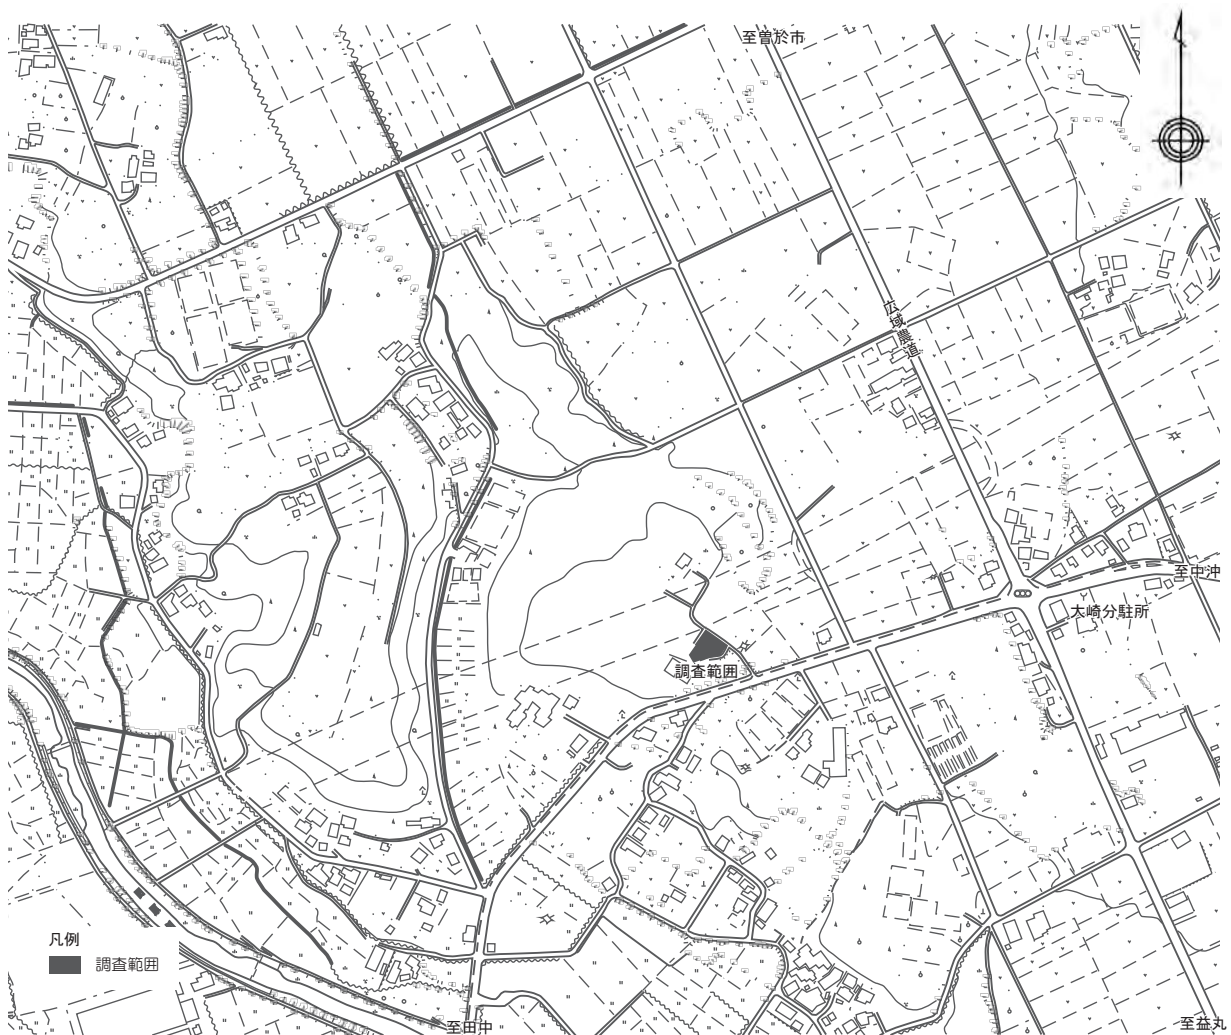 至曽於市
広域農道
至中沖
大崎分駐所
調査範囲
凡例
調査範囲
至田中
至益丸